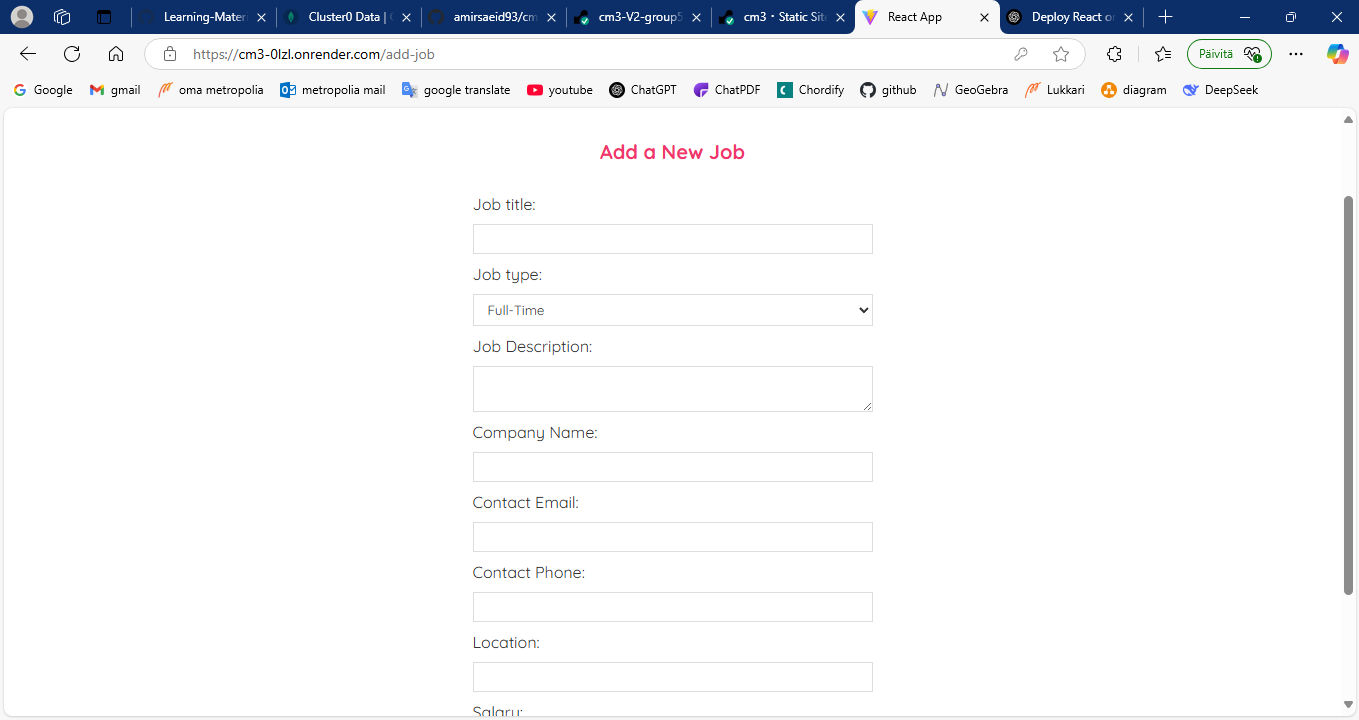 Learning-Materi
Cluster0 Data | C
amirsaeid93/cm
cm3-V2-group5
cm3 · Static Site
React App
Deploy React on
https://cm3-0lzl.onrender.com/add-job
Päivitä
Google
gmail
oma metropolia
metropolia mail
google translate
youtube
ChatGPT
ChatPDF
Chordify
github
GeoGebra
Lukkari
diagram
DeepSeek
Add a New Job
Job title:
Job type:
Full-Time
Job Description:
Company Name:
Contact Email:
Contact Phone:
Location:
Salary: